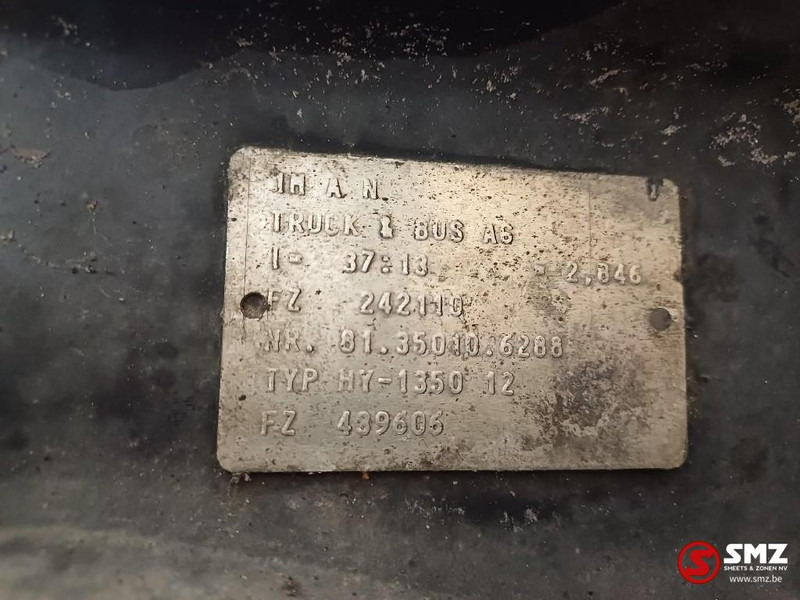 M A N
TRUCK & BUS AG
I= 37:13 = 2,846
FZ 242110
NR. 81.35010.6288
TYP HY-1350 12
FZ 439606
SMZ
SMEETS & ZONEN NV
www.smz.be